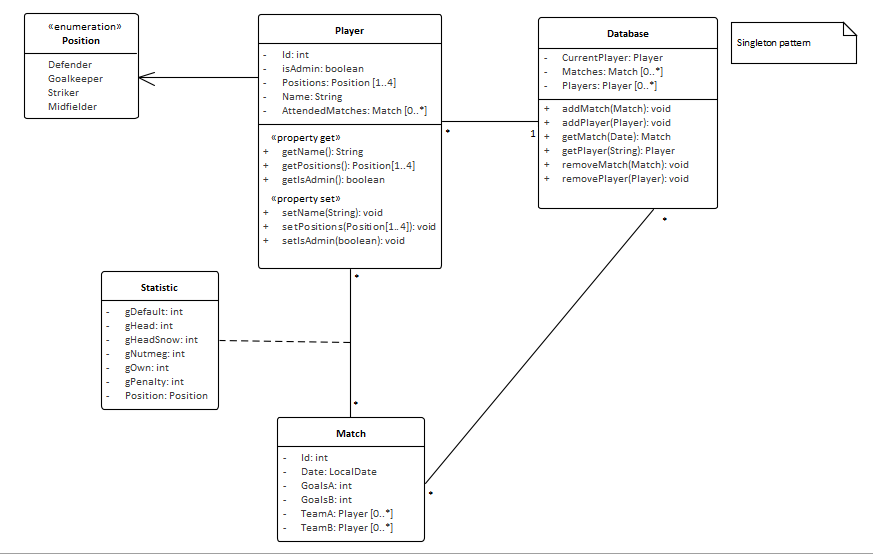 «enumeration»
Position
Defender
Goalkeeper
Striker
Midfielder
Player
- Id: int
- isAdmin: boolean
- Positions: Position [1..4]
- Name: String
- AttendedMatches: Match [0..*]
«property get»
+ getName(): String
+ getPositions(): Position[1..4]
+ getIsAdmin(): boolean
«property set»
+ setName(String): void
+ setPositions(Position[1..4]): void
+ setIsAdmin(boolean): void
*
1
Database
- CurrentPlayer: Player
- Matches: Match [0..*]
- Players: Player [0..*]
+ addMatch(Match): void
+ addPlayer(Player): void
+ getMatch(Date): Match
+ getPlayer(String): Player
+ removeMatch(Match): void
+ removePlayer(Player): void
Singleton pattern
*
*
Statistic
- gDefault: int
- gHead: int
- gHeadSnow: int
- gNutmeg: int
- gOwn: int
- gPenalty: int
- Position: Position
*
Match
- Id: int
- Date: LocalDate
- GoalsA: int
- GoalsB: int
- TeamA: Player [0..*]
- TeamB: Player [0..*]
*